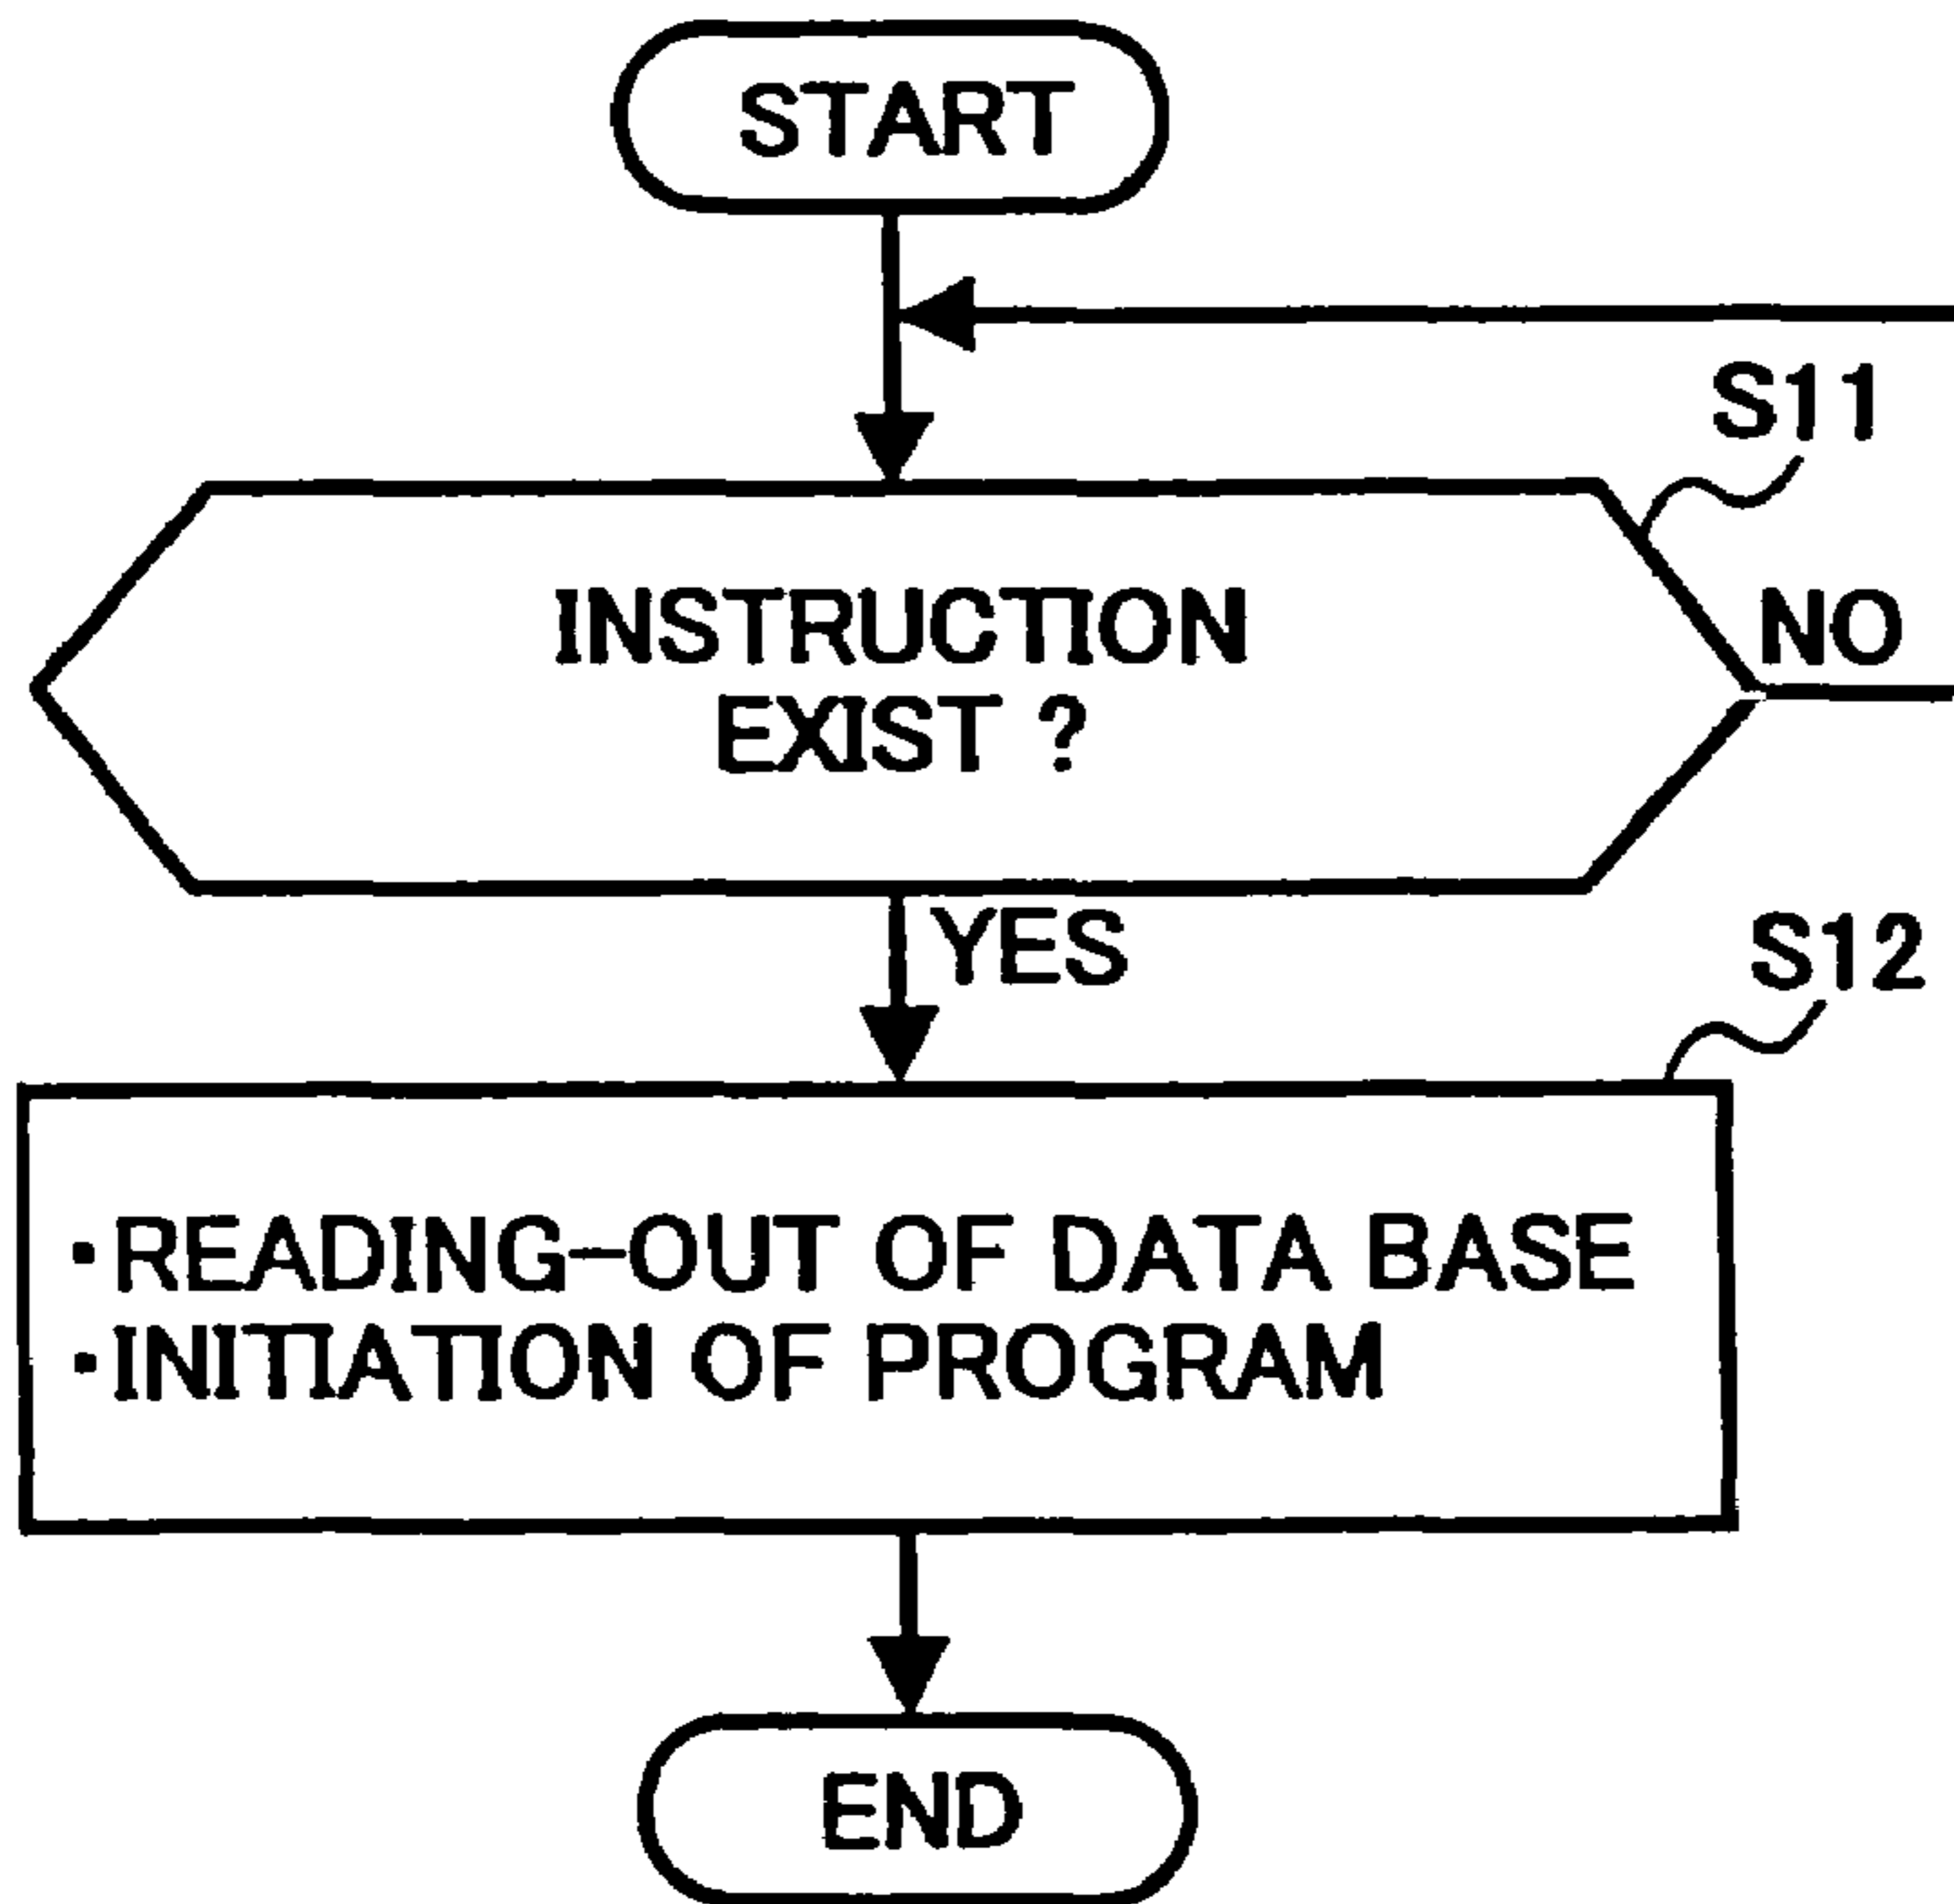 START
S11
INSTRUCTION
EXIST ?
NO
YES
S12
・READING-OUT OF DATA BASE
・INITIATION OF PROGRAM
END